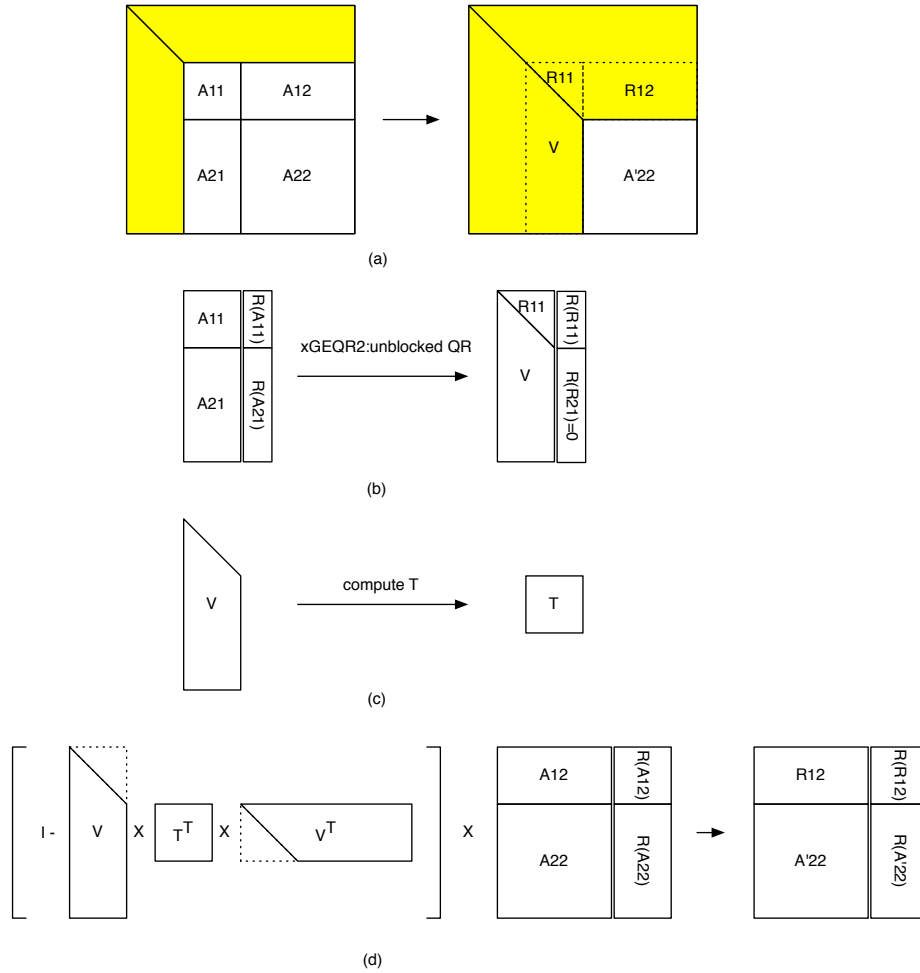 A11 A12 R11 R12
A21 A22 V A'22
(a)
A11 R(A11) xGEQR2:unblocked QR R11 R(R11)
A21 R(A21) V R(R21)=0
(b)
V compute T T
(c)
A12 R(A12) R12 R(R12)
I - V X T^T X V^T X A22 R(A22) A'22 R(A'22)
(d)